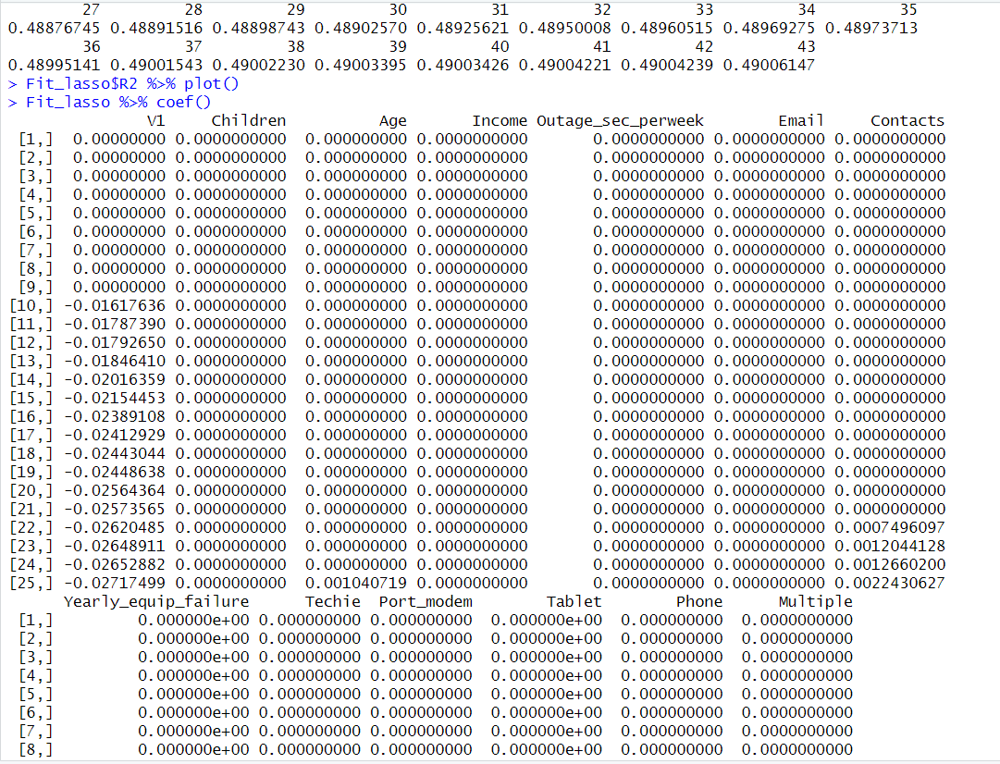 27 28 29 30 31 32 33 34 35
0.48876745 0.48891516 0.48898743 0.48902570 0.48925621 0.48950008 0.48960515 0.48969275 0.48973713
36 37 38 39 40 41 42 43
0.48995141 0.49001543 0.49002230 0.49003395 0.49003426 0.49004221 0.49004239 0.49006147
> Fit_lasso$R2 %>% plot()
> Fit_lasso %>% coef()
V1 Children Age Income Outage_sec_perweek Email Contacts
[1,] 0.00000000 0.0000000000 0.000000000 0.0000000000 0.0000000000 0.0000000000 0.0000000000
[2,] 0.00000000 0.0000000000 0.000000000 0.0000000000 0.0000000000 0.0000000000 0.0000000000
[3,] 0.00000000 0.0000000000 0.000000000 0.0000000000 0.0000000000 0.0000000000 0.0000000000
[4,] 0.00000000 0.0000000000 0.000000000 0.0000000000 0.0000000000 0.0000000000 0.0000000000
[5,] 0.00000000 0.0000000000 0.000000000 0.0000000000 0.0000000000 0.0000000000 0.0000000000
[6,] 0.00000000 0.0000000000 0.000000000 0.0000000000 0.0000000000 0.0000000000 0.0000000000
[7,] 0.00000000 0.0000000000 0.000000000 0.0000000000 0.0000000000 0.0000000000 0.0000000000
[8,] 0.00000000 0.0000000000 0.000000000 0.0000000000 0.0000000000 0.0000000000 0.0000000000
[9,] 0.00000000 0.0000000000 0.000000000 0.0000000000 0.0000000000 0.0000000000 0.0000000000
[10,] -0.01617636 0.0000000000 0.000000000 0.0000000000 0.0000000000 0.0000000000 0.0000000000
[11,] -0.01787390 0.0000000000 0.000000000 0.0000000000 0.0000000000 0.0000000000 0.0000000000
[12,] -0.01792650 0.0000000000 0.000000000 0.0000000000 0.0000000000 0.0000000000 0.0000000000
[13,] -0.01846410 0.0000000000 0.000000000 0.0000000000 0.0000000000 0.0000000000 0.0000000000
[14,] -0.02016359 0.0000000000 0.000000000 0.0000000000 0.0000000000 0.0000000000 0.0000000000
[15,] -0.02154453 0.0000000000 0.000000000 0.0000000000 0.0000000000 0.0000000000 0.0000000000
[16,] -0.02389108 0.0000000000 0.000000000 0.0000000000 0.0000000000 0.0000000000 0.0000000000
[17,] -0.02412929 0.0000000000 0.000000000 0.0000000000 0.0000000000 0.0000000000 0.0000000000
[18,] -0.02443044 0.0000000000 0.000000000 0.0000000000 0.0000000000 0.0000000000 0.0000000000
[19,] -0.02448638 0.0000000000 0.000000000 0.0000000000 0.0000000000 0.0000000000 0.0000000000
[20,] -0.02564364 0.0000000000 0.000000000 0.0000000000 0.0000000000 0.0000000000 0.0000000000
[21,] -0.02573565 0.0000000000 0.000000000 0.0000000000 0.0000000000 0.0000000000 0.0000000000
[22,] -0.02620485 0.0000000000 0.000000000 0.0000000000 0.0000000000 0.0000000000 0.0007496097
[23,] -0.02648911 0.0000000000 0.000000000 0.0000000000 0.0000000000 0.0000000000 0.0012044128
[24,] -0.02652882 0.0000000000 0.000000000 0.0000000000 0.0000000000 0.0000000000 0.0012660200
[25,] -0.02717499 0.0000000000 0.001040719 0.0000000000 0.0000000000 0.0000000000 0.0022430627
Yearly_equip_failure Techie Port_modem Tablet Phone Multiple
[1,] 0.000000e+00 0.000000000 0.000000000 0.000000e+00 0.000000000 0.0000000000
[2,] 0.000000e+00 0.000000000 0.000000000 0.000000e+00 0.000000000 0.0000000000
[3,] 0.000000e+00 0.000000000 0.000000000 0.000000e+00 0.000000000 0.0000000000
[4,] 0.000000e+00 0.000000000 0.000000000 0.000000e+00 0.000000000 0.0000000000
[5,] 0.000000e+00 0.000000000 0.000000000 0.000000e+00 0.000000000 0.0000000000
[6,] 0.000000e+00 0.000000000 0.000000000 0.000000e+00 0.000000000 0.0000000000
[7,] 0.000000e+00 0.000000000 0.000000000 0.000000e+00 0.000000000 0.0000000000
[8,] 0.000000e+00 0.000000000 0.000000000 0.000000e+00 0.000000000 0.0000000000